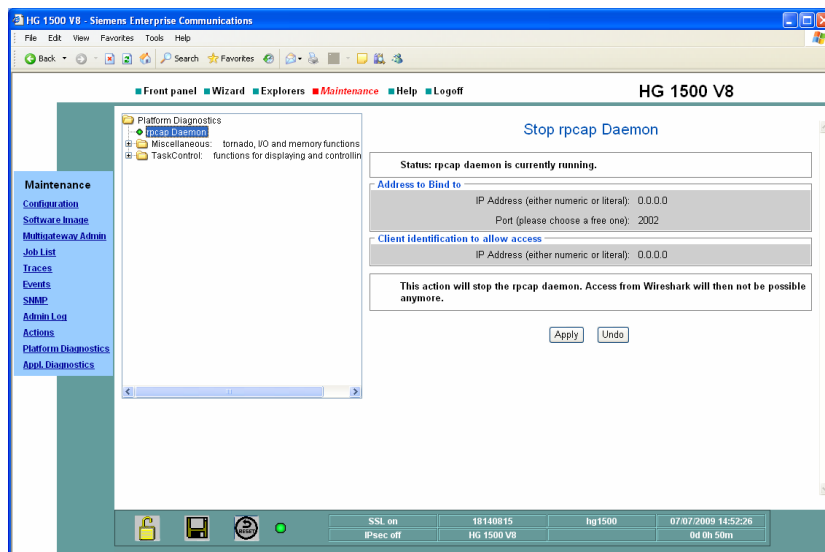 HG 1500 V8 - Siemens Enterprise Communications
File Edit View Favorites Tools Help
Back Search Favorites
Front panel Wizard Explorers Maintenance Help Logoff
HG 1500 V8
Platform Diagnostics
rpcap Daemon
Miscellaneous: tornado, I/O and memory functions
TaskControl: functions for displaying and controllin
Maintenance
Configuration
Software Image
Multigateway Admin
Job List
Traces
Events
SNMP
Admin Log
Actions
Platform Diagnostics
Appl. Diagnostics
Stop rpcap Daemon
Status: rpcap daemon is currently running.
Address to Bind to
IP Address (either numeric or literal): 0.0.0.0
Port (please choose a free one): 2002
Client identification to allow access
IP Address (either numeric or literal): 0.0.0.0
This action will stop the rpcap daemon. Access from Wireshark will then not be possible
anymore.
Apply Undo
RESET
SSL on 18140815 hg1500 07/07/2009 14:52:26
IPsec off HG 1500 V8 0d 0h 50m